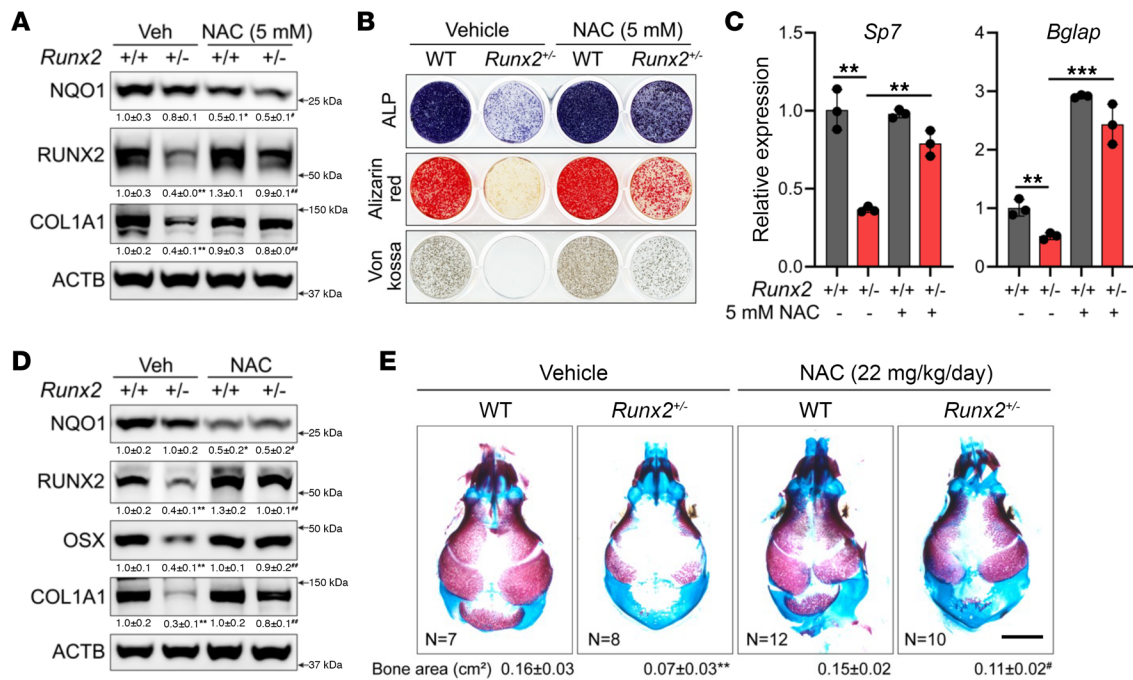 A
Veh NAC (5 mM)
Runx2 +/+ +/- +/+ +/-
NQO1
←25 kDa
1.0±0.3 0.8±0.1 0.5±0.1* 0.5±0.1#
RUNX2
←50 kDa
1.0±0.3 0.4±0.0** 1.3±0.1 0.9±0.1##
←150 kDa
COL1A1
1.0±0.2 0.4±0.1** 0.9±0.3 0.8±0.0##
ACTB
←37 kDa
B
Vehicle NAC (5 mM)
WT Runx2+/- WT Runx2+/-
ALP
Alizarin
red
Von
kossa
C
Sp7 Bglap
Relative expression
1.5
1.0
0.5
0.0
** **
6
4
2
0
** ***
Runx2 +/+ +/- +/+ +/- +/+ +/- +/+ +/-
5 mM NAC - - + + - - + +
D
Veh NAC
Runx2 +/+ +/- +/+ +/-
NQO1
←25 kDa
1.0±0.2 1.0±0.2 0.5±0.2* 0.5±0.2#
RUNX2
←50 kDa
1.0±0.2 0.4±0.1** 1.3±0.2 1.0±0.1##
←50 kDa
OSX
1.0±0.1 0.4±0.1** 1.0±0.1 0.9±0.2##
←150 kDa
COL1A1
1.0±0.2 0.3±0.1** 1.0±0.2 0.8±0.1##
ACTB
←37 kDa
E
Vehicle NAC (22 mg/kg/day)
WT Runx2+/- WT Runx2+/-
N=7 N=8 N=12 N=10
Bone area (cm²) 0.16±0.03 0.07±0.03** 0.15±0.02 0.11±0.02#